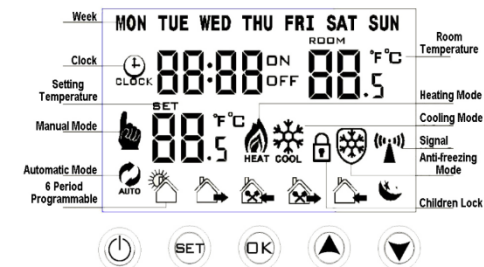 Week
MON TUE WED THU FRI SAT SUN
ROOM
Room
Temperature
Clock
CLOCK
88:88
ON
OFF
88.5
°F°C
Setting
Temperature
SET
88.5
°F°C
Heating Mode
Cooling Mode
Manual Mode
HEAT
COOL
Signal
Anti-freezing
Mode
Automatic Mode
AUTO
6 Period
Programmable
Children Lock
SET
OK